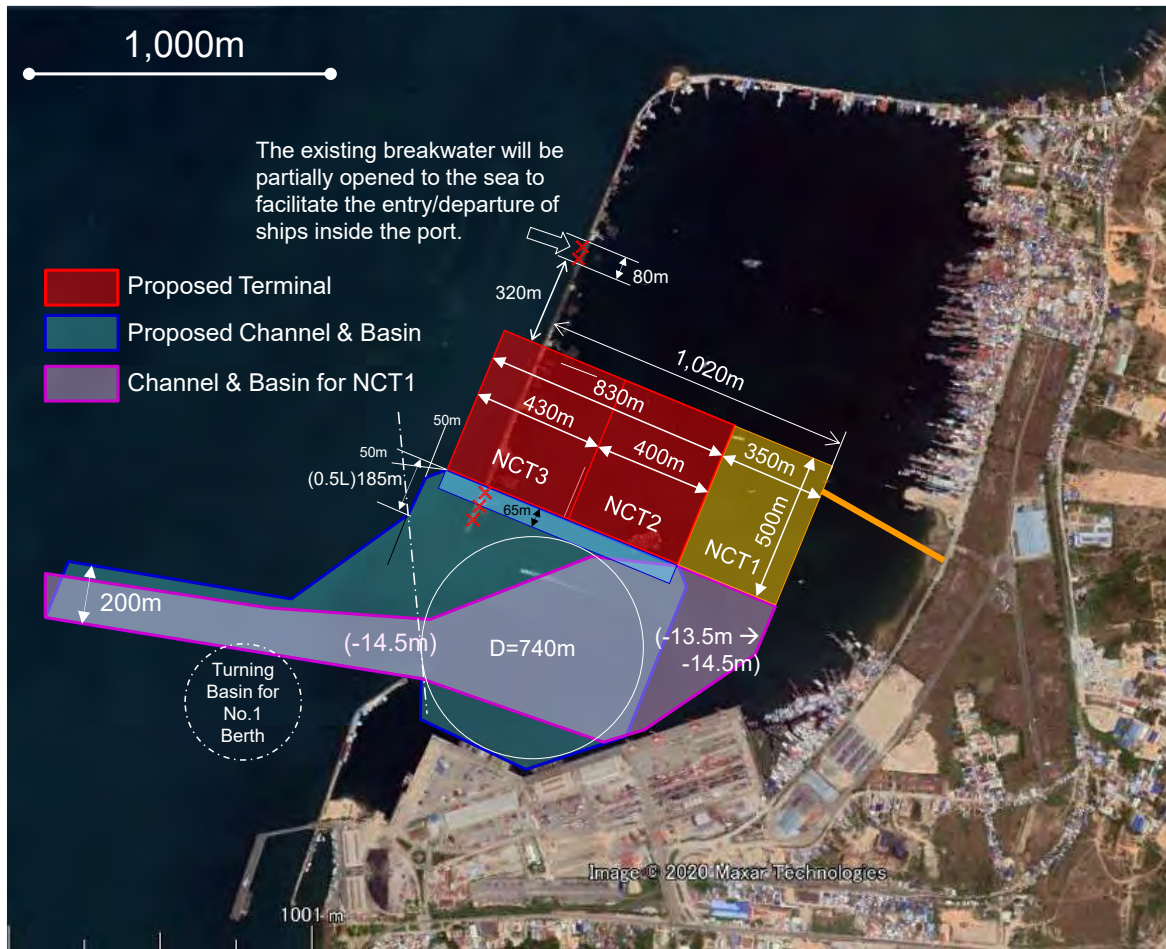 1,000m
The existing breakwater will be
partially opened to the sea to
facilitate the entry/departure of
ships inside the port.
80m
320m
Proposed Terminal
Proposed Channel & Basin
Channel & Basin for NCT1
1,020m
830m
430m
400m
350m
50m
50m
(0.5L)185m
NCT3
NCT2
NCT1
500m
65m
200m
(-14.5m)
D=740m
(-13.5m →
-14.5m)
Turning
Basin for
No.1
Berth
Image © 2020 Maxar Technologies
1001 m